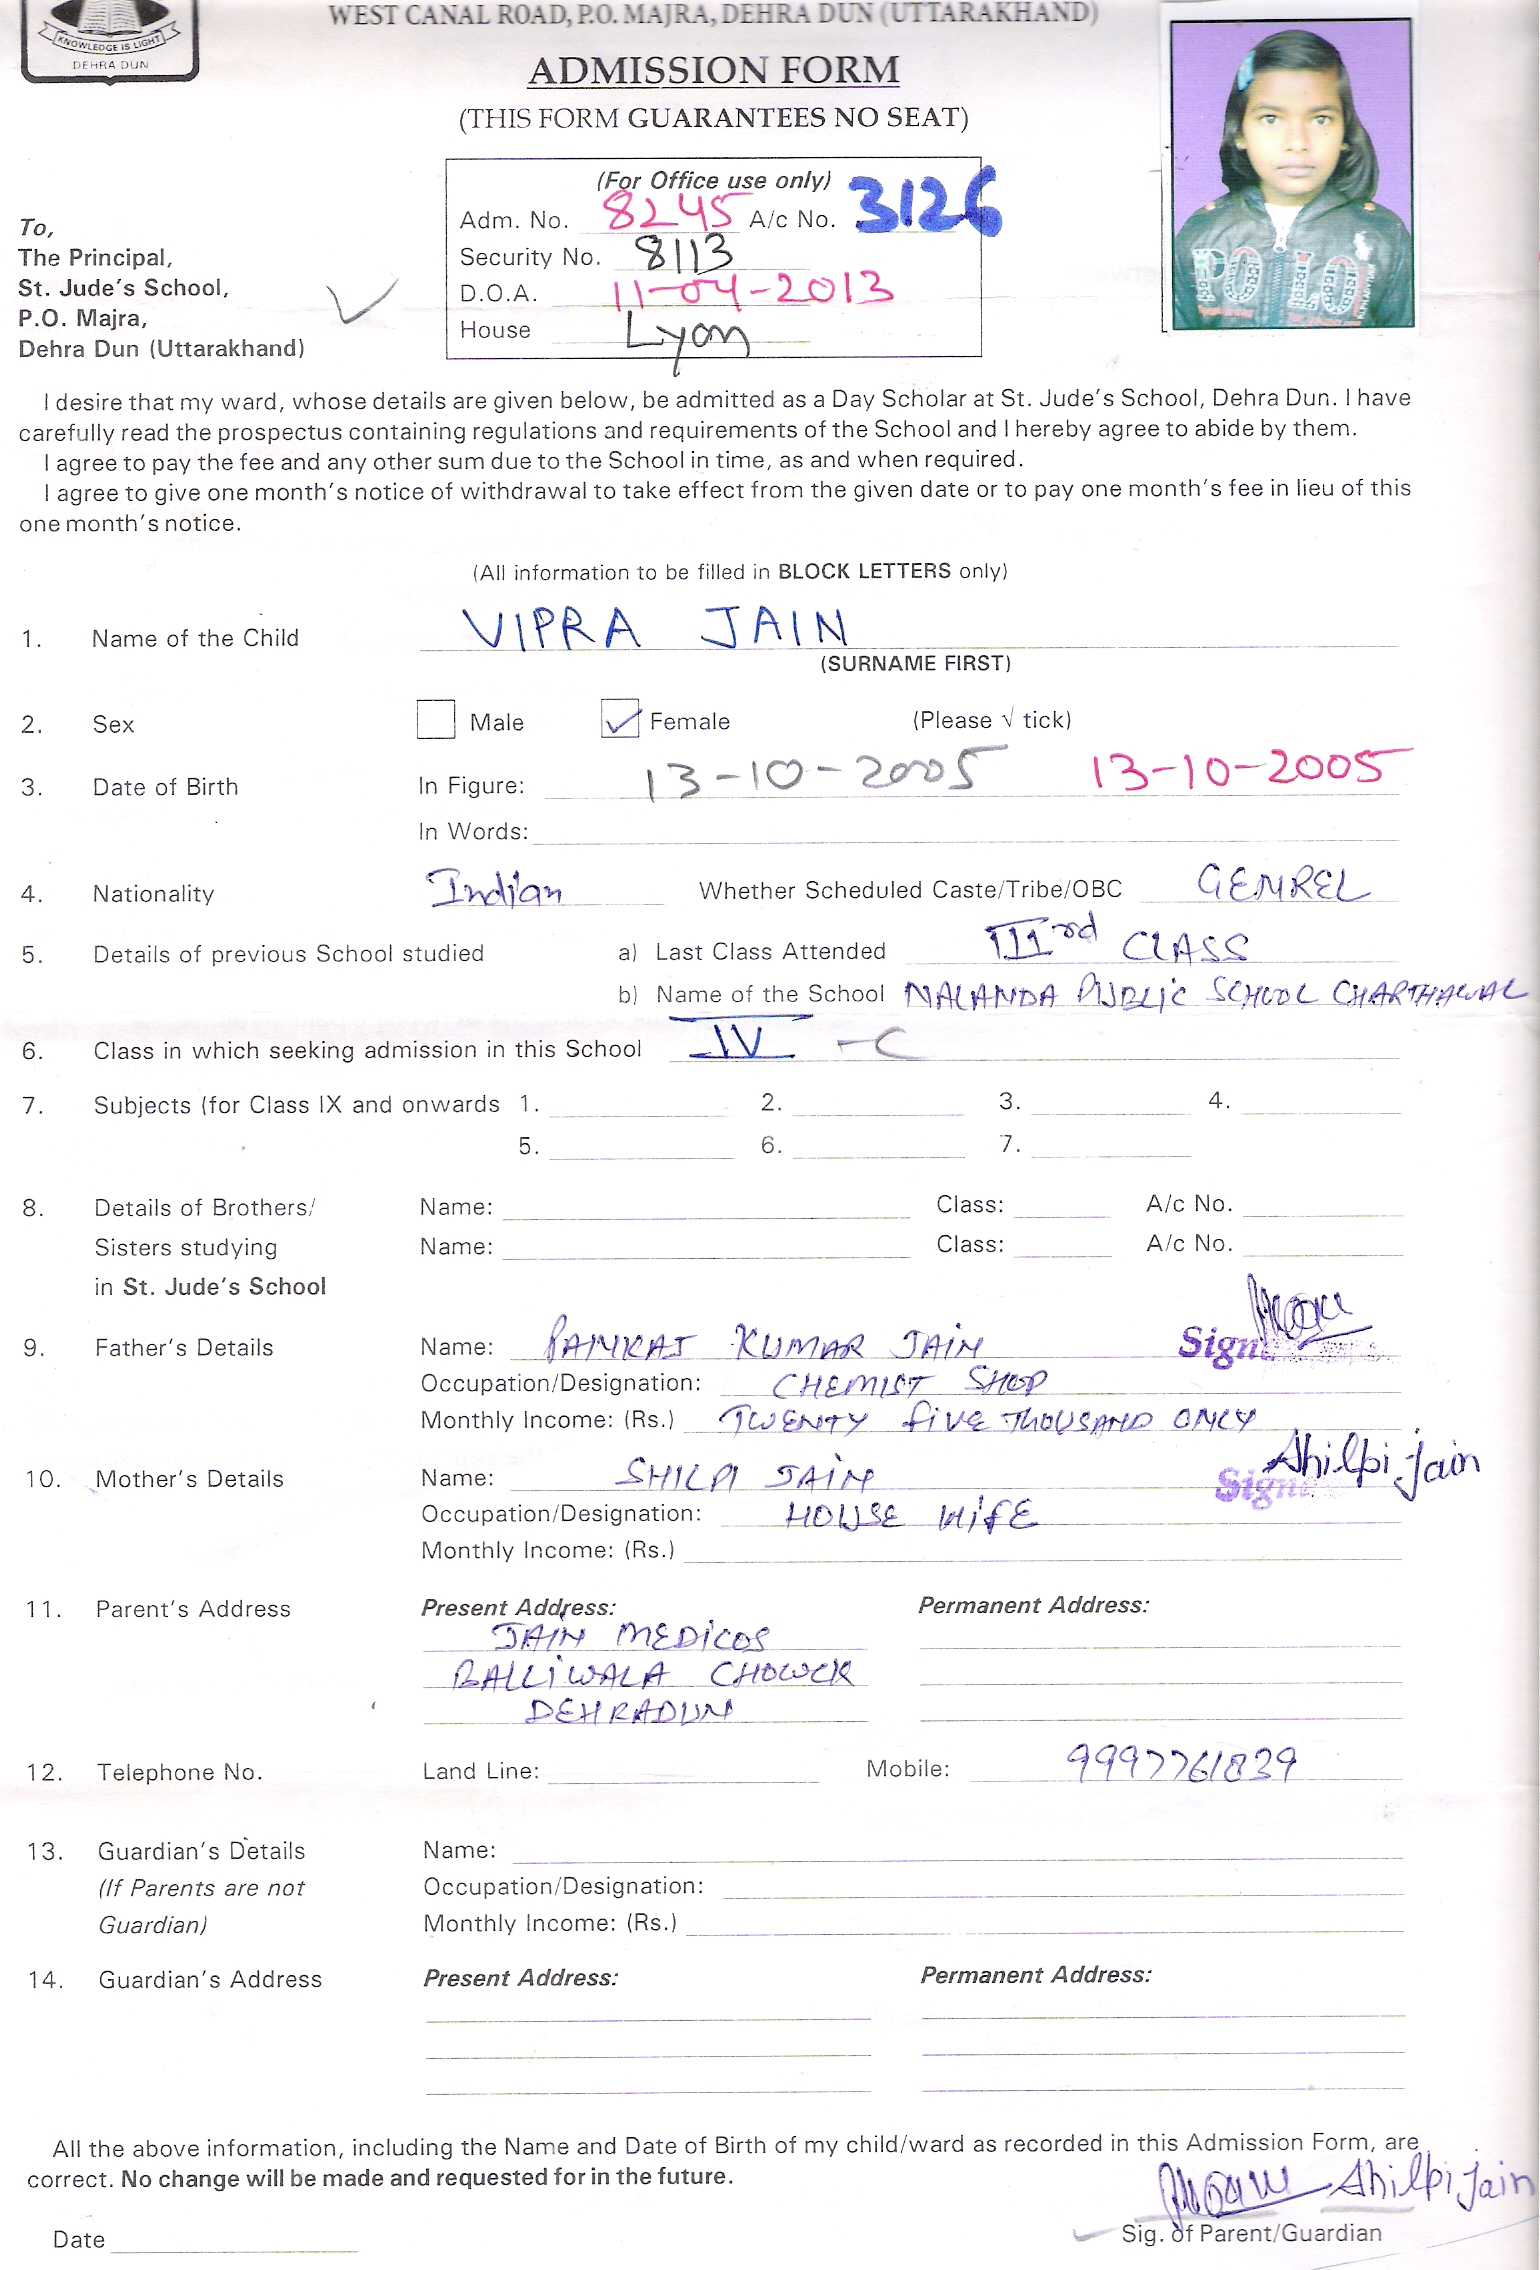 WEST CANAL ROAD, P.O. MAJRA, DEHRA DUN (UTTARAKHAND)
KNOWLEDGE IS LIGHT
DEHRA DUN
ADMISSION FORM
(THIS FORM GUARANTEES NO SEAT)
(For Office use only)
Adm. No. 8245 A/c No. 3126
Security No. 8113
D.O.A. 11-04-2013
House Lyon
To,
The Principal,
St. Jude's School,
P.O. Majra,
Dehra Dun (Uttarakhand)
POLO
I desire that my ward, whose details are given below, be admitted as a Day Scholar at St. Jude's School, Dehra Dun. I have
carefully read the prospectus containing regulations and requirements of the School and I hereby agree to abide by them.
I agree to pay the fee and any other sum due to the School in time, as and when required.
I agree to give one month's notice of withdrawal to take effect from the given date or to pay one month's fee in lieu of this
one month's notice.
(All information to be filled in BLOCK LETTERS only)
1. Name of the Child VIPRA JAIN
(SURNAME FIRST)
2. Sex Male Female (Please √ tick)
3. Date of Birth In Figure: 13-10-2005 13-10-2005
In Words:
4. Nationality Indian Whether Scheduled Caste/Tribe/OBC GENREL
5. Details of previous School studied a) Last Class Attended IIIrd CLASS
b) Name of the School NALANDA PUBLIC SCHOOL CHARTHAWAL
6. Class in which seeking admission in this School IV - C
7. Subjects (for Class IX and onwards 1. 2. 3. 4.
5. 6. 7.
8. Details of Brothers/ Name: Class: A/c No.
Sisters studying Name: Class: A/c No.
in St. Jude's School
9. Father's Details Name: PANKAJ KUMAR JAIN Sign.
Occupation/Designation: CHEMIST SHOP
Monthly Income: (Rs.) TWENTY FIVE THOUSAND ONLY
10. Mother's Details Name: SHILPI JAIN Sign. Shilpi Jain
Occupation/Designation: HOUSE WIFE
Monthly Income: (Rs.)
11. Parent's Address Present Address: Permanent Address:
JAIN MEDICOS
BALLIWALA CHOWCK
DEHRADUN
12. Telephone No. Land Line: Mobile: 9997761839
13. Guardian's Details Name:
(If Parents are not Occupation/Designation:
Guardian) Monthly Income: (Rs.)
14. Guardian's Address Present Address: Permanent Address:
All the above information, including the Name and Date of Birth of my child/ward as recorded in this Admission Form, are
correct. No change will be made and requested for in the future.
Shilpi Jain
Date Sig. of Parent/Guardian